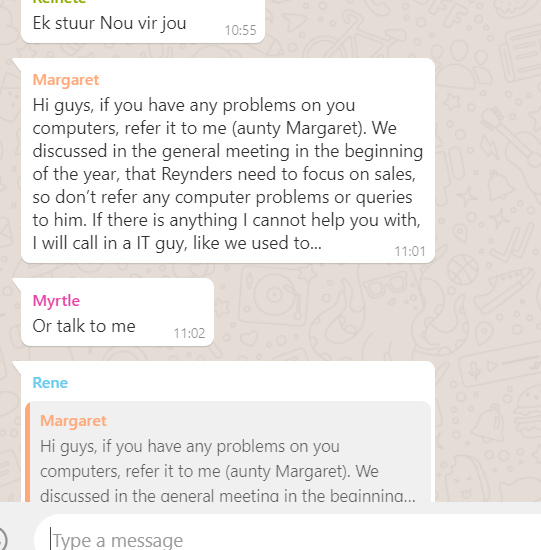 Ek stuur Nou vir jou
10:55
Margaret
Hi guys, if you have any problems on you
computers, refer it to me (aunty Margaret). We
discussed in the general meeting in the beginning
of the year, that Reynders need to focus on sales,
so don't refer any computer problems or queries
to him. If there is anything I cannot help you with,
I will call in a IT guy, like we used to...
11:01
Myrtle
Or talk to me
11:02
Rene
Margaret
Hi guys, if you have any problems on you
computers, refer it to me (aunty Margaret). We
discussed in the general meeting in the beginning...
Type a message